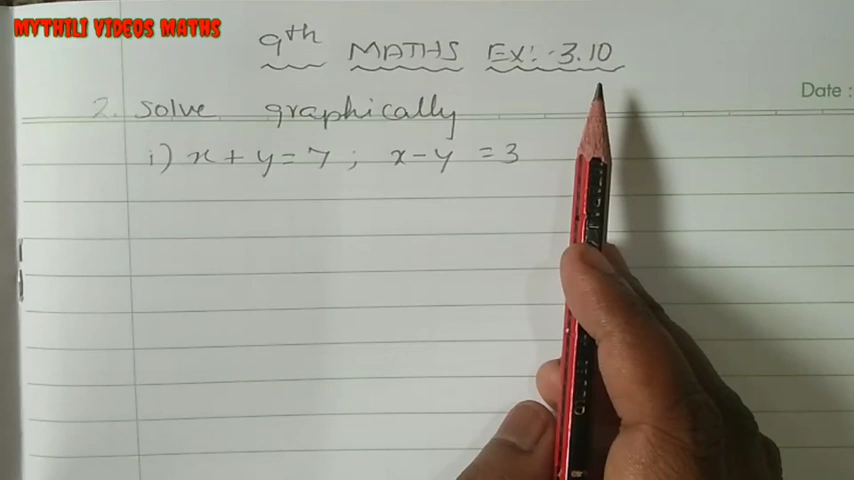 MYTHILI VIDEOS MATHS
9th MATHS Ex:-3.10
Date :
2. Solve graphically
i) x + y = 7 ; x - y = 3